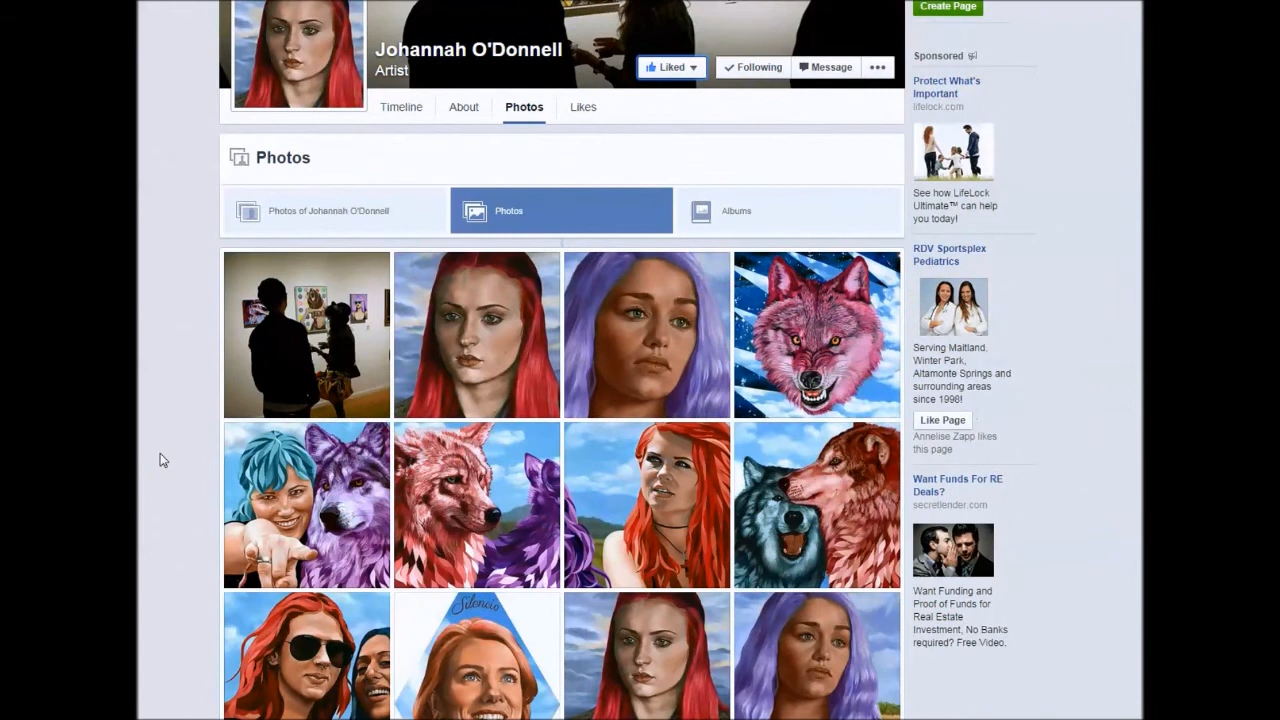 Create Page
Johannah O'Donnell
Artist
Liked
Following
Message
Timeline
About
Photos
Likes
Photos
Photos of Johannah O'Donnell
Photos
Albums
Silencio
Sponsored
Protect What's
Important
lifelock.com
See how LifeLock
Ultimate™ can help
you today!
RDV Sportsplex
Pediatrics
Serving Maitland,
Winter Park,
Altamonte Springs and
surrounding areas
since 1998!
Like Page
Annelise Zapp likes
this page
Want Funds For RE
Deals?
secretlender.com
Want Funding and
Proof of Funds for
Real Estate
Investment, No Banks
required? Free Video.